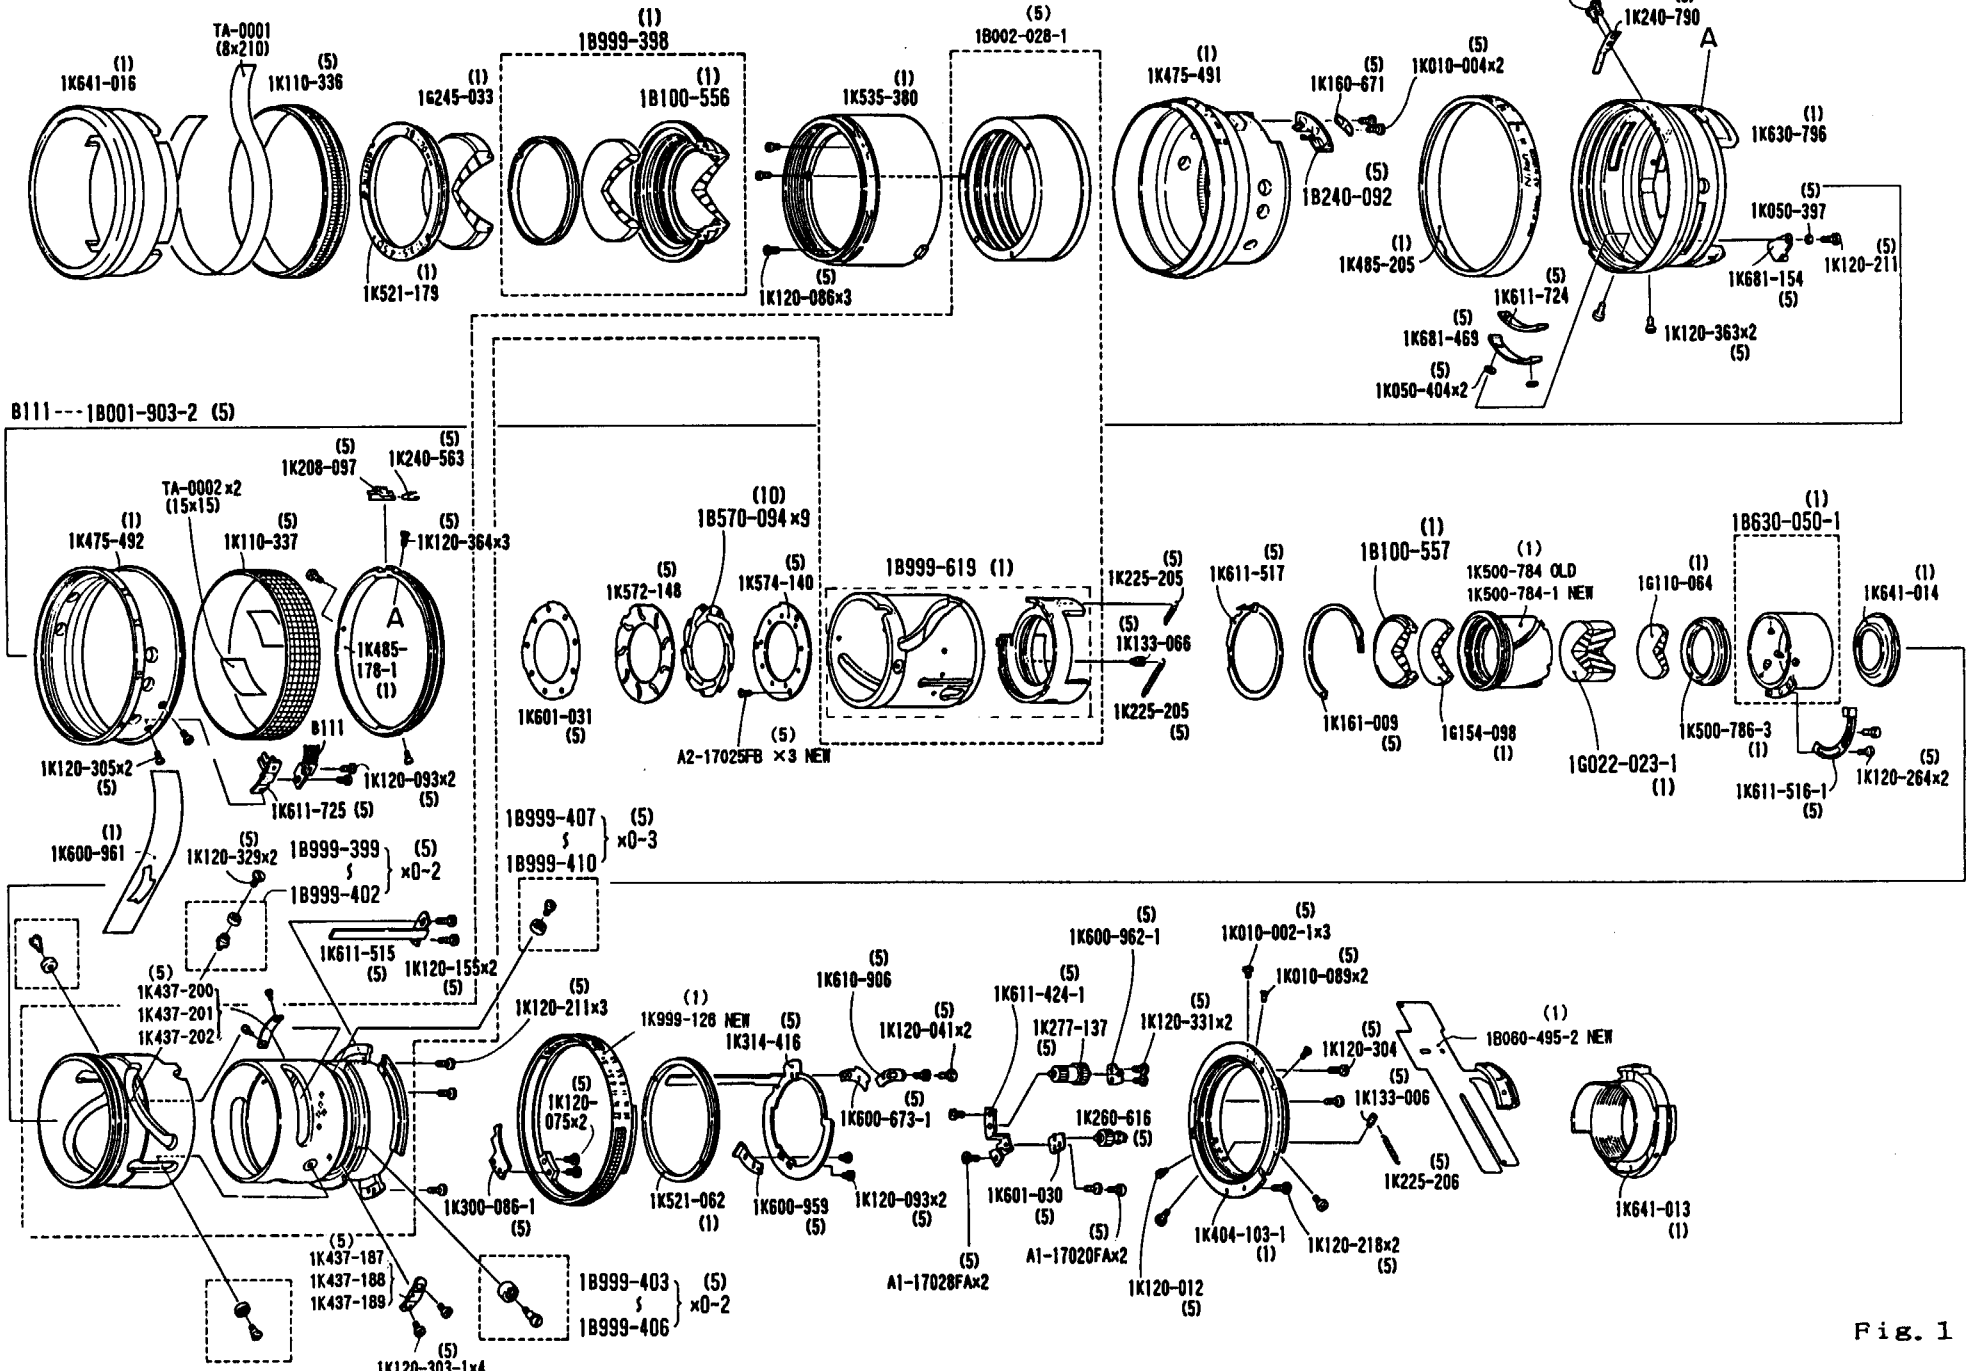 (1)
1K641-016
TA-0001
(8x210)
(5)
1K110-336
(1)
1G245-033
(1)
1K521-179
(1)
1B999-398
(1)
1B100-556
(1)
1K535-380
(5)
1K120-086x3
(5)
1B002-028-1
(1)
1K475-491
(5)
1K160-671
(5)
1K010-004x2
(5)
1B240-092
(1)
1K485-205
1K240-790
A
(1)
1K630-796
(5)
1K050-397
(5)
1K120-211
1K681-154
(5)
(5)
1K611-724
(5)
1K681-469
(5)
1K050-404x2
1K120-363x2
(5)
B111---1B001-903-2 (5)
(5)
1K208-097
(5)
1K240-563
TA-0002x2
(15x15)
(1)
1K475-492
(5)
1K110-337
(5)
1K120-364x3
A
1K485-
178-1
(1)
B111
1K120-305x2
(5)
1K120-093x2
(5)
1K611-725 (5)
(10)
1B570-094x9
(5)
1K572-148
(5)
1K574-140
1K601-031
(5)
(5)
A2-17025FB x3 NEW
1B999-619 (1)
(5)
1K225-205
(5)
1K133-066
1K225-205
(5)
(5)
1K611-517
1K161-009
(5)
(1)
1B100-557
1G154-098
(1)
(1)
1K500-784 OLD
1K500-784-1 NEW
1G022-023-1
(1)
(1)
1G110-064
1K500-786-3
(1)
(1)
1B630-050-1
(1)
1K641-014
1K611-516-1
(5)
(5)
1K120-264x2
(1)
1K600-961
(5)
1K120-329x2
1B999-399
∫
1B999-402
(5)
x0-2
1B999-407
∫
1B999-410
(5)
x0-3
1K611-515
(5)
1K120-155x2
(5)
(5)
1K437-200
1K437-201
1K437-202
(5)
1K120-211x3
(1)
1K999-126 NEW
(5)
1K314-416
(5)
1K610-906
(5)
1K120-041x2
(5)
1K600-673-1
(5)
1K120-
075x2
1K300-086-1
(5)
1K521-062
(1)
1K600-959
(5)
1K120-093x2
(5)
(5)
1K600-962-1
(5)
1K611-424-1
1K277-137
(5)
(5)
1K120-331x2
1K260-616
(5)
1K601-030
(5)
(5)
A1-17020FAx2
(5)
A1-17028FAx2
(5)
1K010-002-1x3
(5)
1K010-089x2
(5)
1K120-304
(5)
1K133-006
(5)
1K225-206
1K404-103-1
(1)
1K120-218x2
(5)
1K120-012
(5)
(1)
1B060-495-2 NEW
1K641-013
(1)
(5)
1K437-187
1K437-188
1K437-189
(5)
1K120-303-1x4
1B999-403
∫
1B999-406
(5)
x0-2
Fig. 1